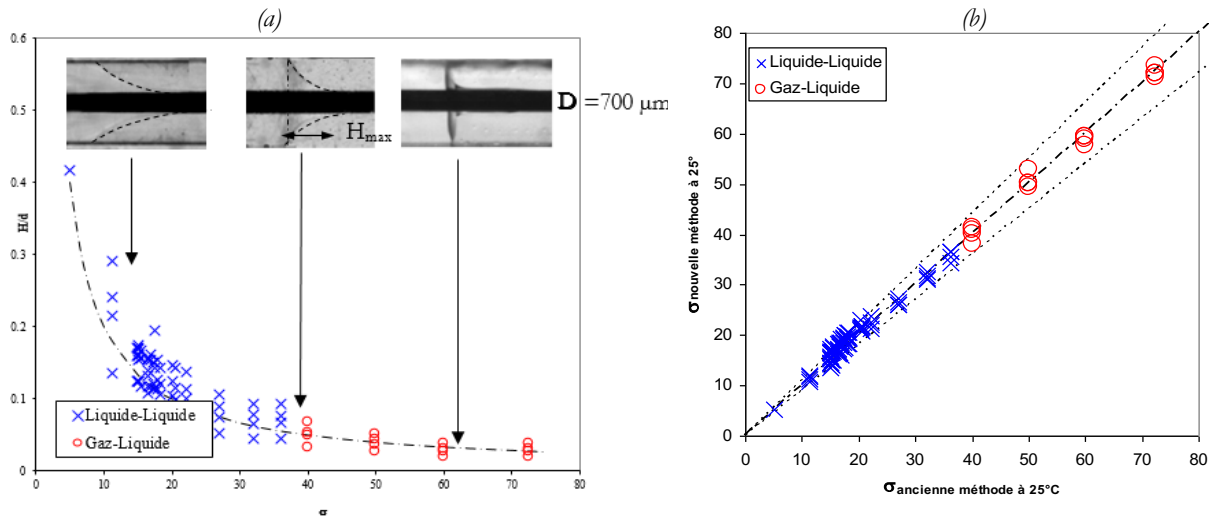 (a)
0.6
0.5
0.4
0.3
0.2
0.1
0
H/d
H_max
D =700 µm
Liquide-Liquide
Gaz-Liquide
0 10 20 30 40 50 60 70 80
σ
(b)
80
70
60
50
40
30
20
10
0
σ nouvelle méthode à 25°
Liquide-Liquide
Gaz-Liquide
0 10 20 30 40 50 60 70 80
σ ancienne méthode à 25°C